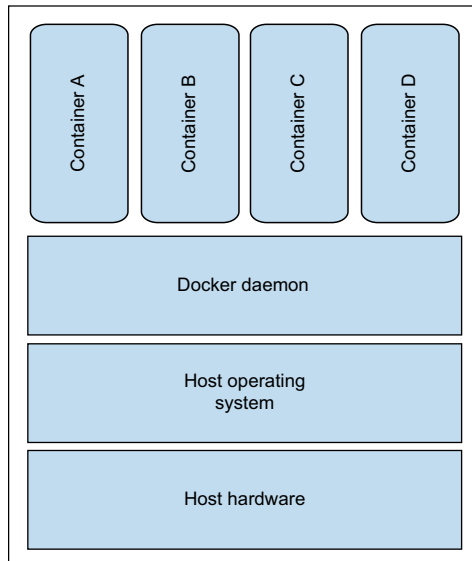 Container A
Container B
Container C
Container D
Docker daemon
Host operating
system
Host hardware